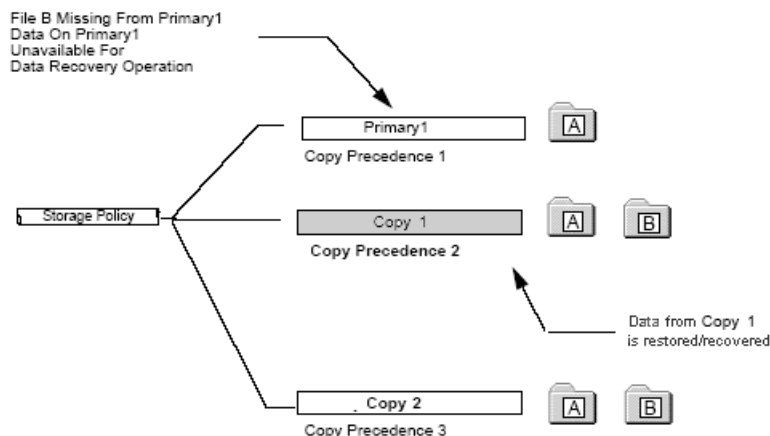 File B Missing From Primary1
Data On Primary1
Unavailable For
Data Recovery Operation
Primary1
A
Copy Precedence 1
Storage Policy
Copy 1
A
B
Copy Precedence 2
Data from Copy 1
is restored/recovered
Copy 2
A
B
Copy Precedence 3